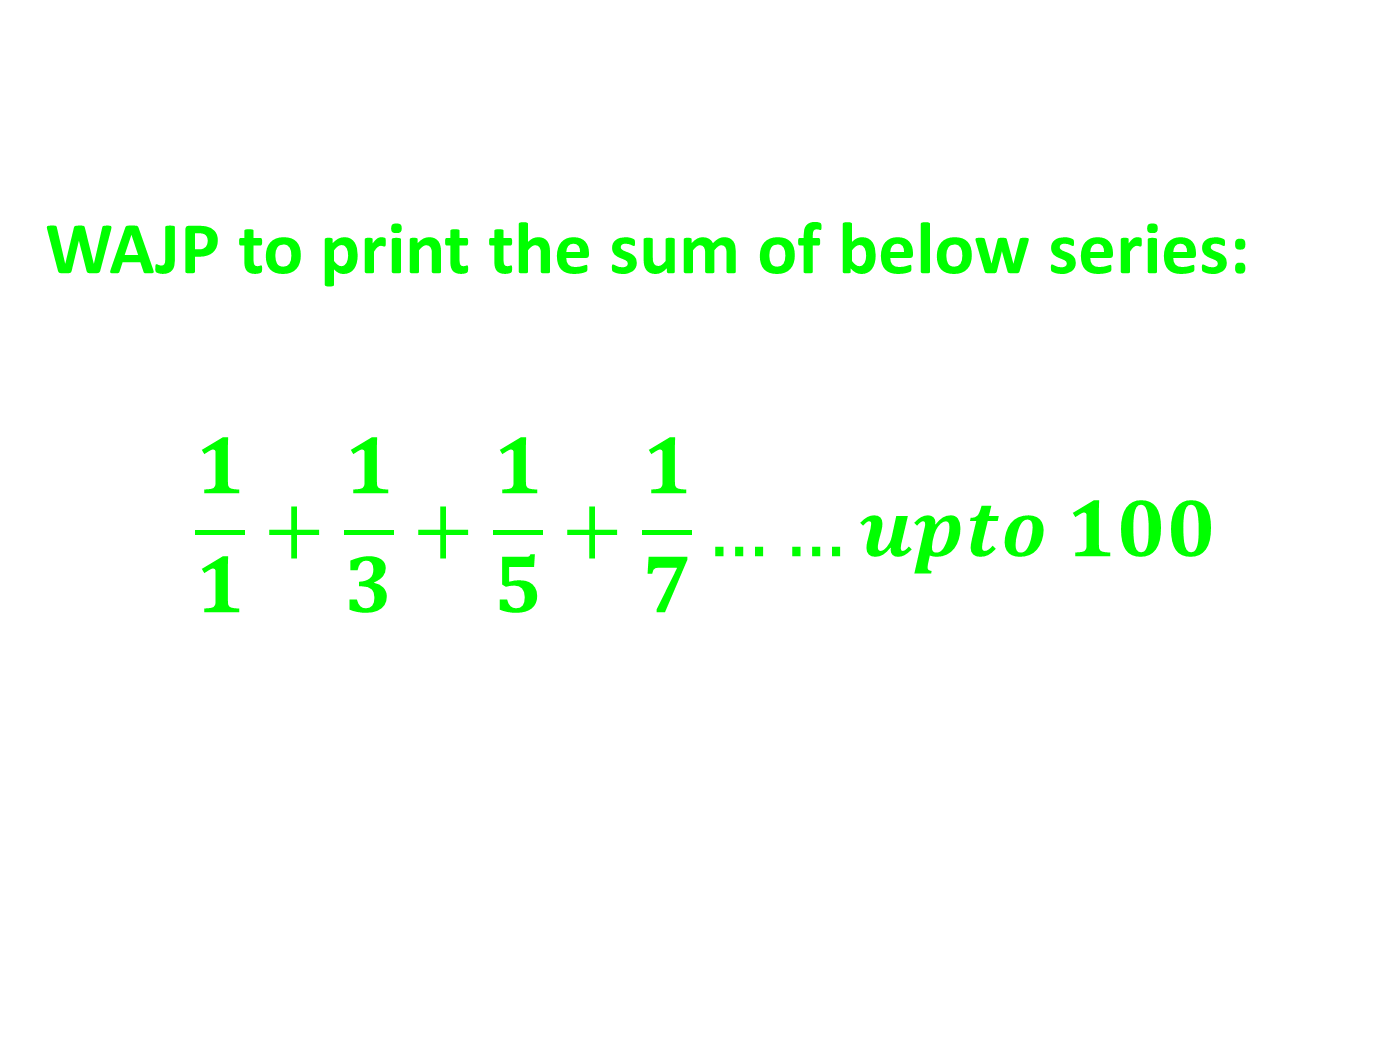 WAJP to print the sum of below series:
1/1 + 1/3 + 1/5 + 1/7 ... ... upto 100